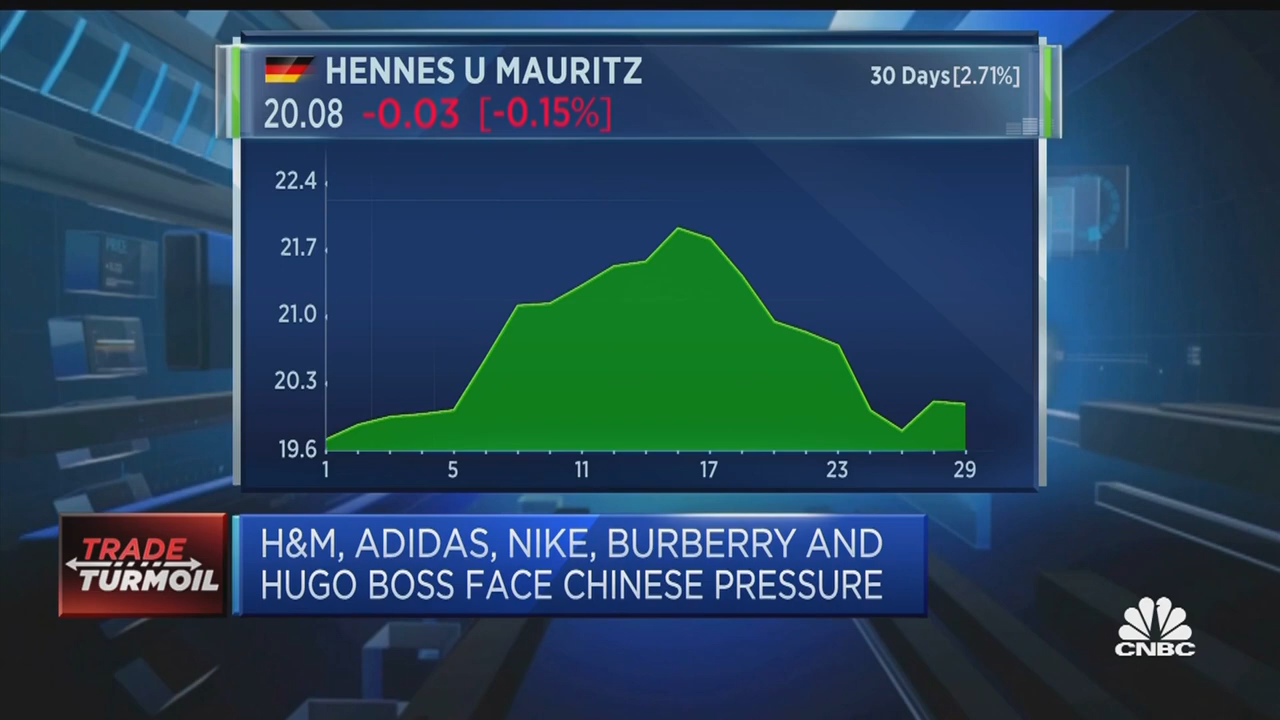 HENNES U MAURITZ
30 Days[2.71%]
20.08 -0.03 [-0.15%]
22.4
21.7
21.0
20.3
19.6
1 5 11 17 23 29
TRADE
TURMOIL
H&M, ADIDAS, NIKE, BURBERRY AND
HUGO BOSS FACE CHINESE PRESSURE
CNBC